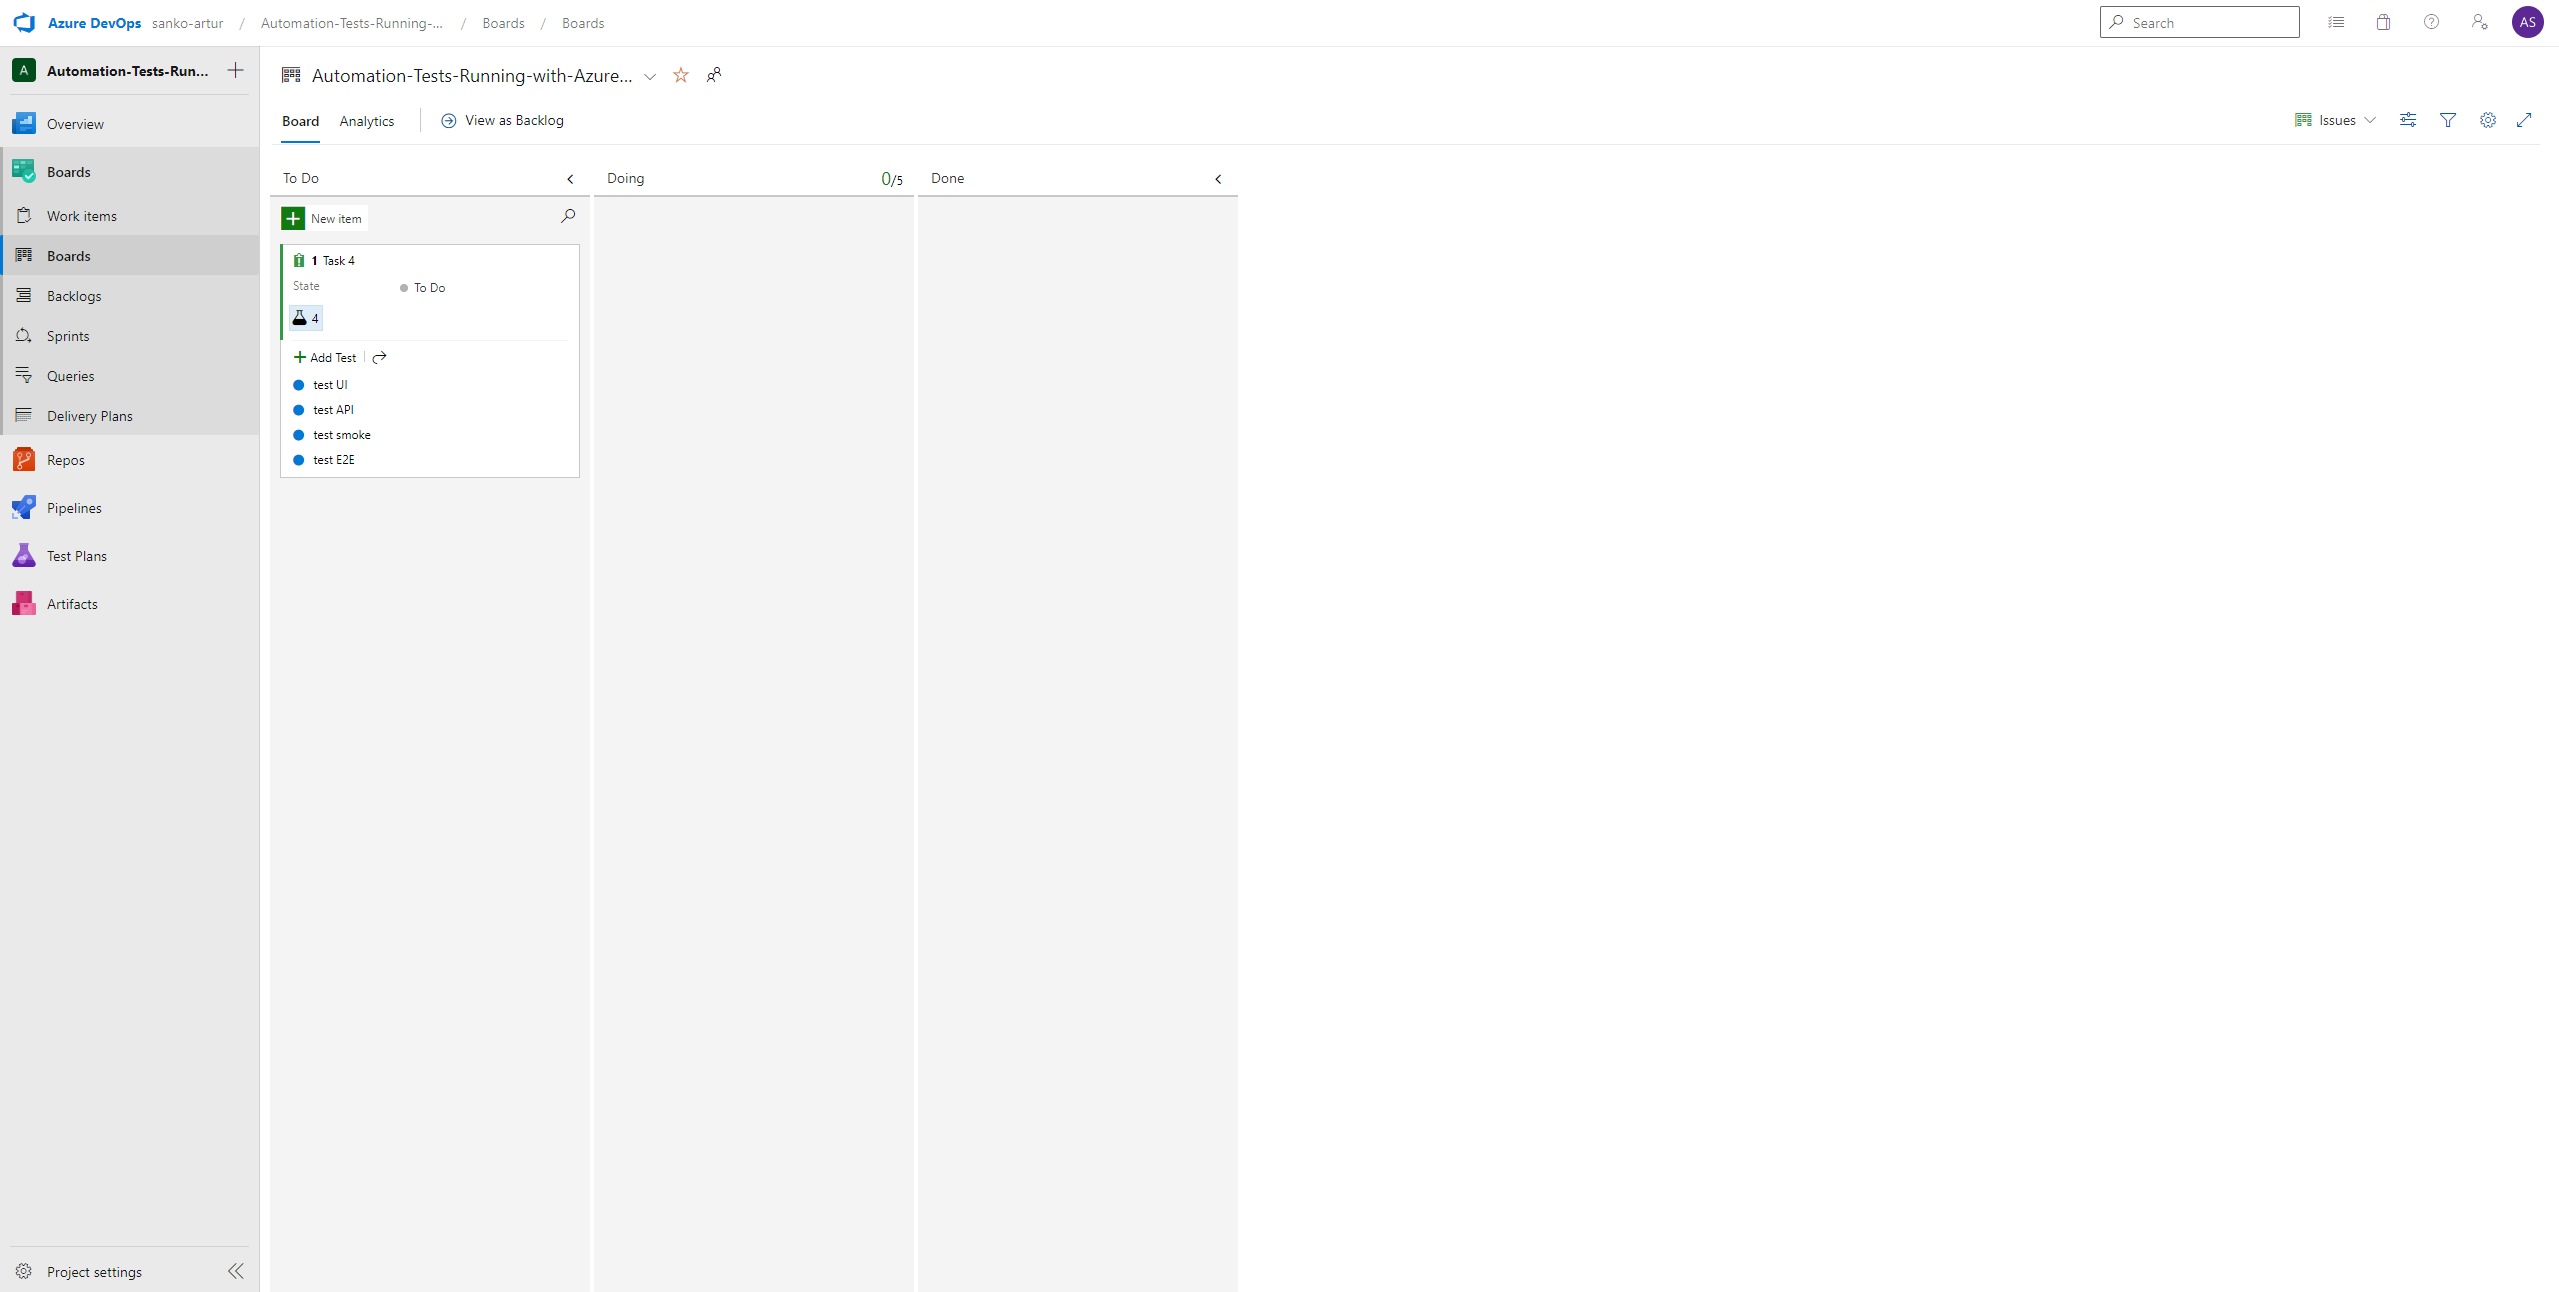 Azure DevOps sanko-artur / Automation-Tests-Running-... / Boards / Boards
Search
AS
A Automation-Tests-Run...
Overview
Boards
Work items
Boards
Backlogs
Sprints
Queries
Delivery Plans
Repos
Pipelines
Test Plans
Artifacts
Project settings
Automation-Tests-Running-with-Azure...
Board Analytics View as Backlog
Issues
To Do
New item
1 Task 4
State To Do
4
Add Test
test UI
test API
test smoke
test E2E
Doing 0/5
Done